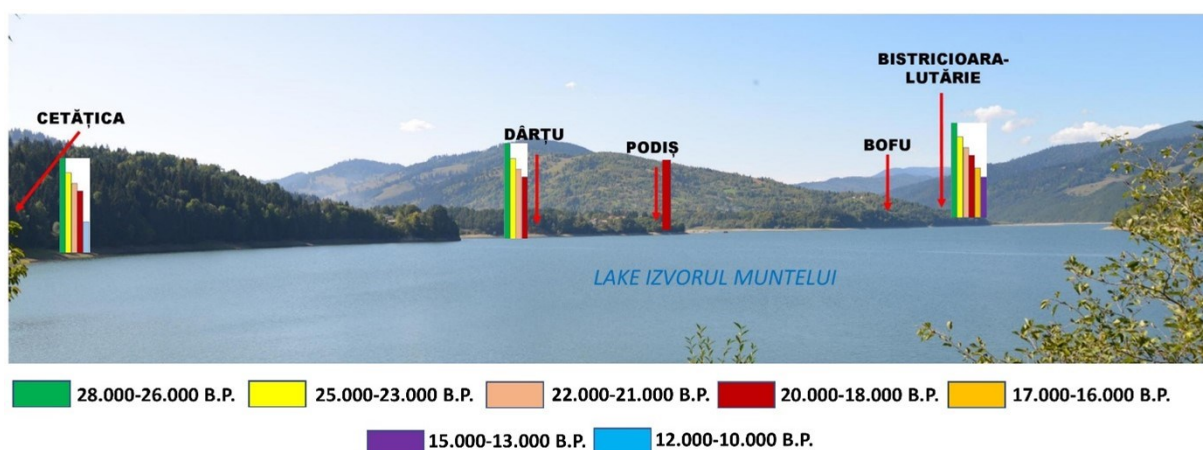 BISTRICIOARA-
LUTĂRIE
CETĂȚICA
DÂRȚU
PODIȘ
BOFU
LAKE IZVORUL MUNTELUI
28.000-26.000 B.P.
25.000-23.000 B.P.
22.000-21.000 B.P.
20.000-18.000 B.P.
17.000-16.000 B.P.
15.000-13.000 B.P.
12.000-10.000 B.P.